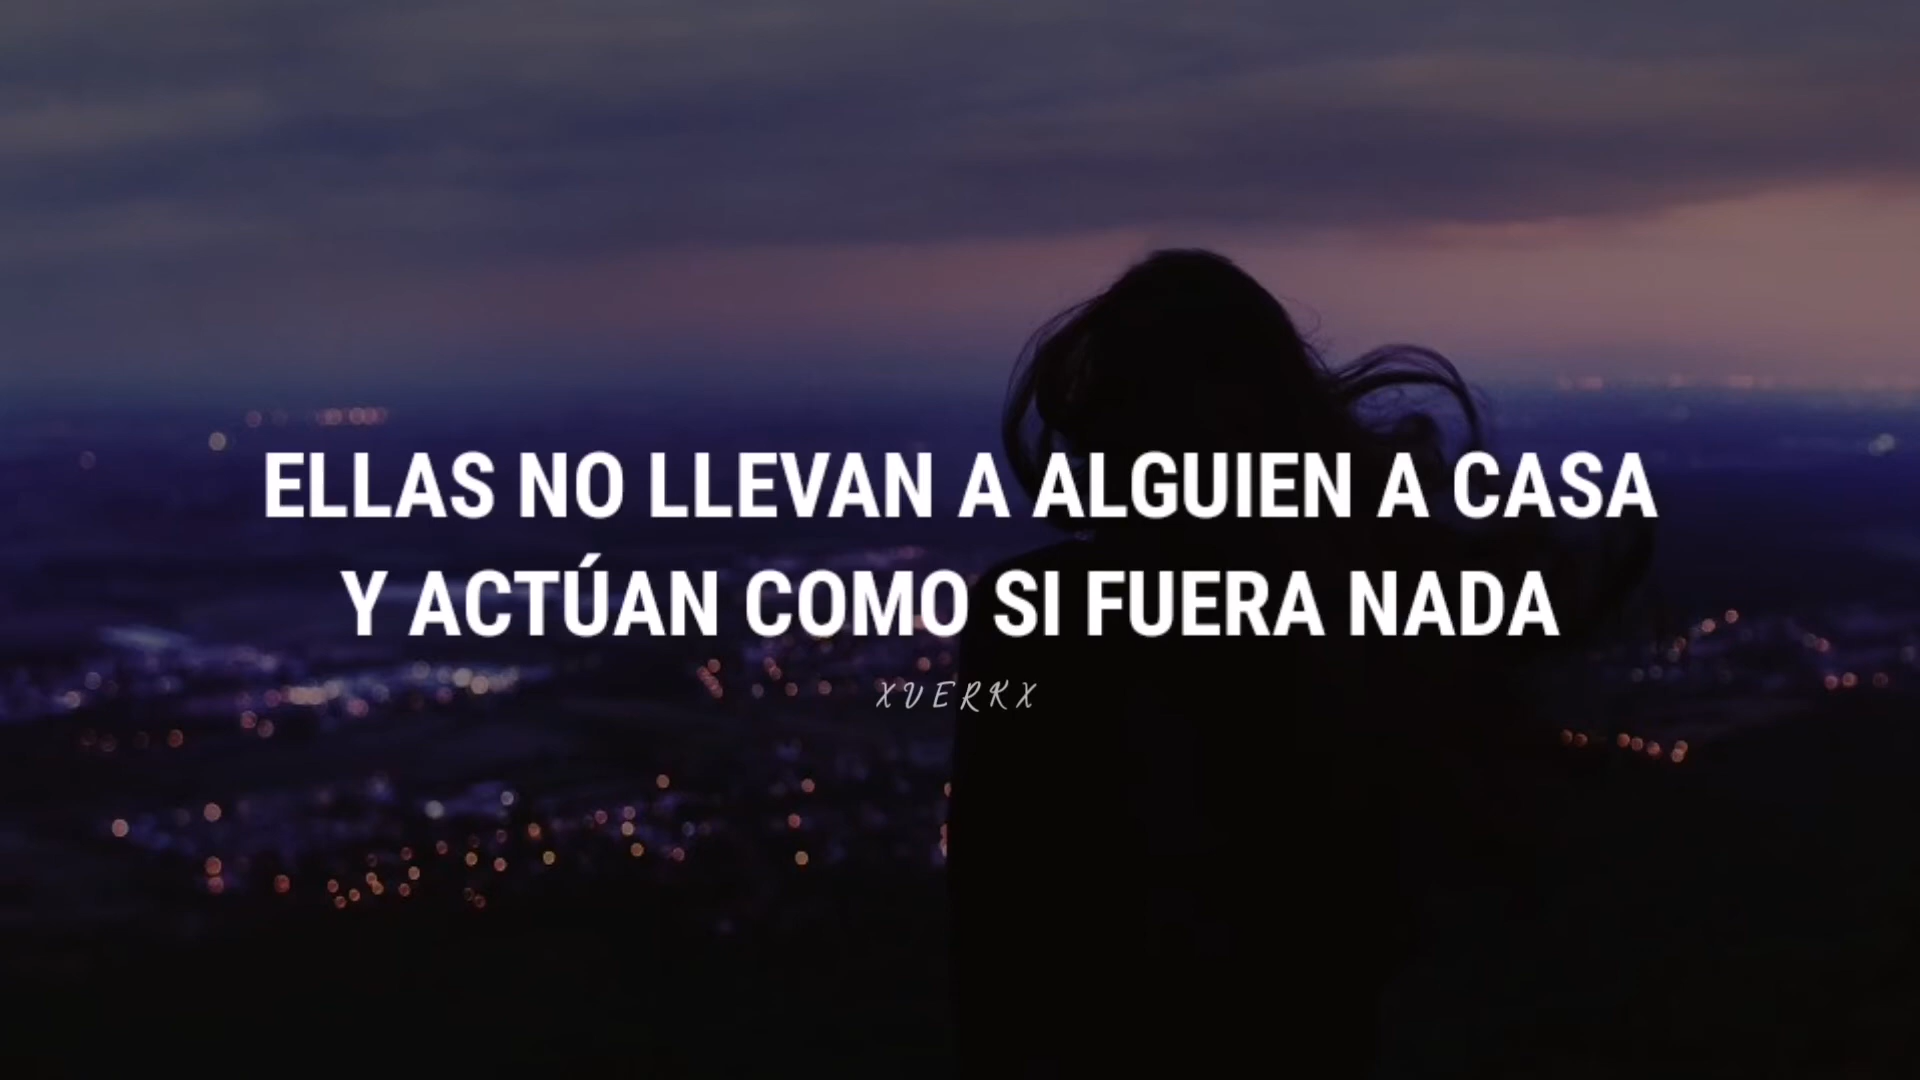 ELLAS NO LLEVAN A ALGUIEN A CASA
Y ACTÚAN COMO SI FUERA NADA
XVERKX